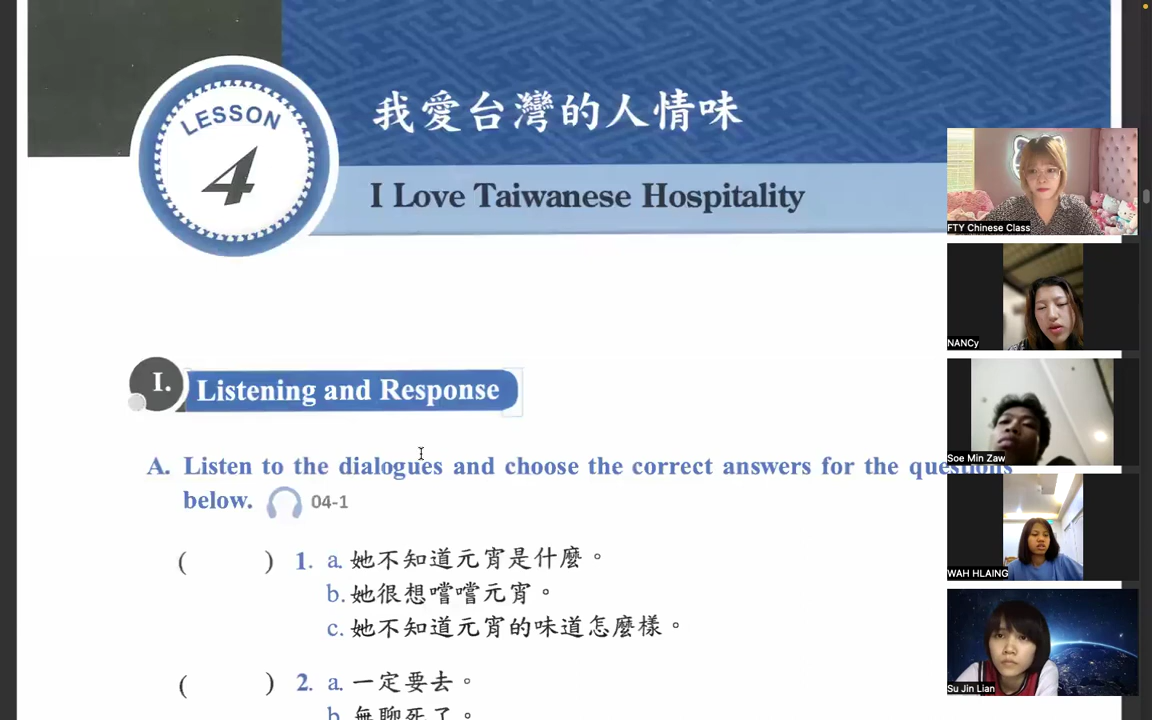 LESSON
4
我愛台灣的人情味
I Love Taiwanese Hospitality
I. Listening and Response
A. Listen to the dialogues and choose the correct answers for the questions
below. 04-1
( ) 1. a. 她不知道元宵是什麼。
b. 她很想嚐嚐元宵。
c. 她不知道元宵的味道怎麼樣。
( ) 2. a. 一定要去。
b. 無聊死了。
FTY Chinese Class
NANCy
Soe Min Zaw
WAH HLAING
Su Jin Lian